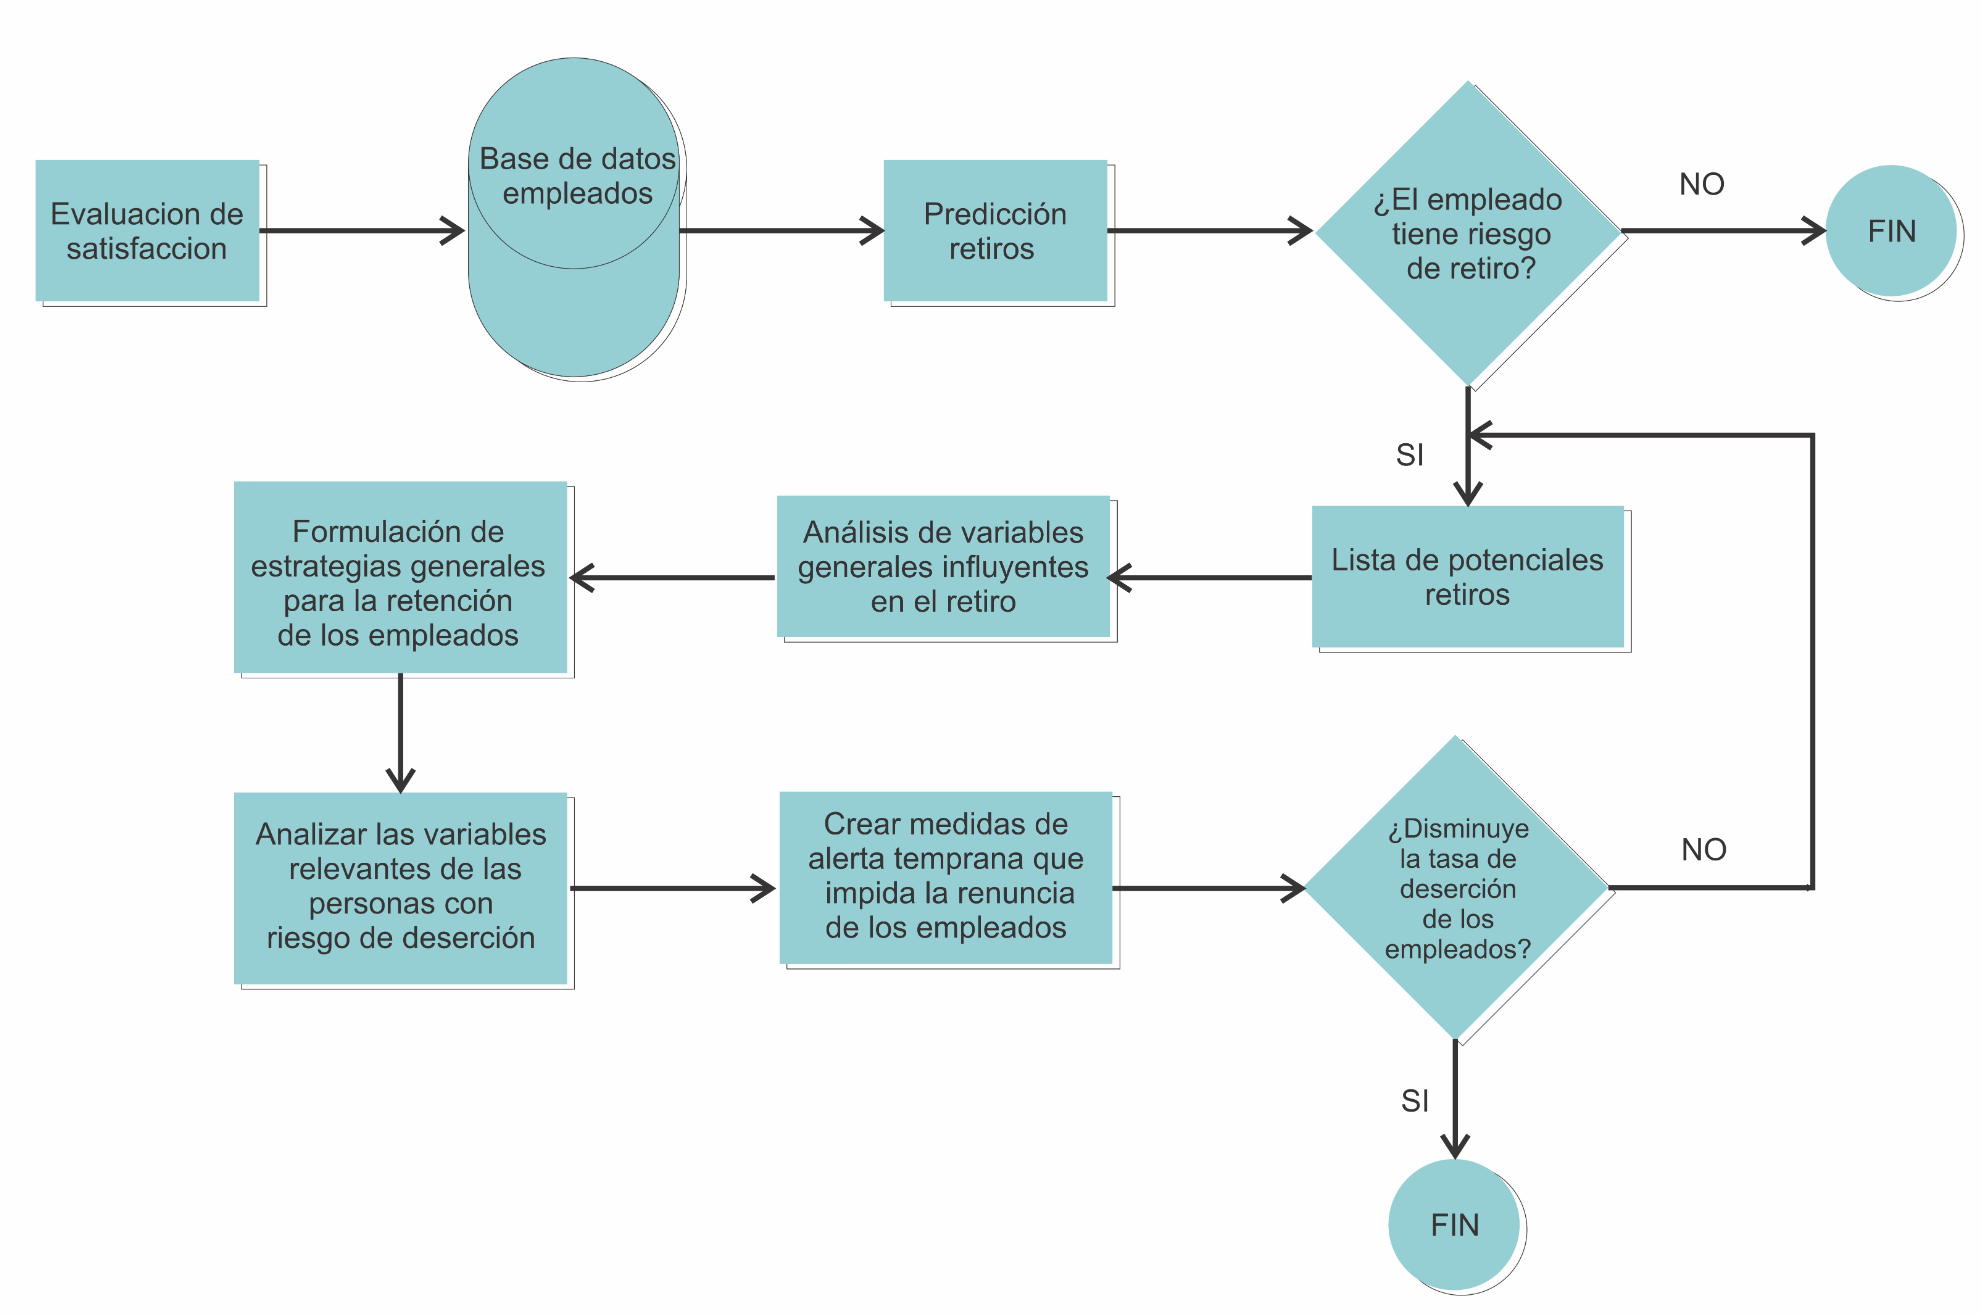 Evaluacion de
satisfaccion
Base de datos
empleados
Predicción
retiros
¿El empleado
tiene riesgo
de retiro?
NO
FIN
SI
Lista de potenciales
retiros
Análisis de variables
generales influyentes
en el retiro
Formulación de
estrategias generales
para la retención
de los empleados
Analizar las variables
relevantes de las
personas con
riesgo de deserción
Crear medidas de
alerta temprana que
impida la renuncia
de los empleados
¿Disminuye
la tasa de
deserción
de los
empleados?
NO
SI
FIN